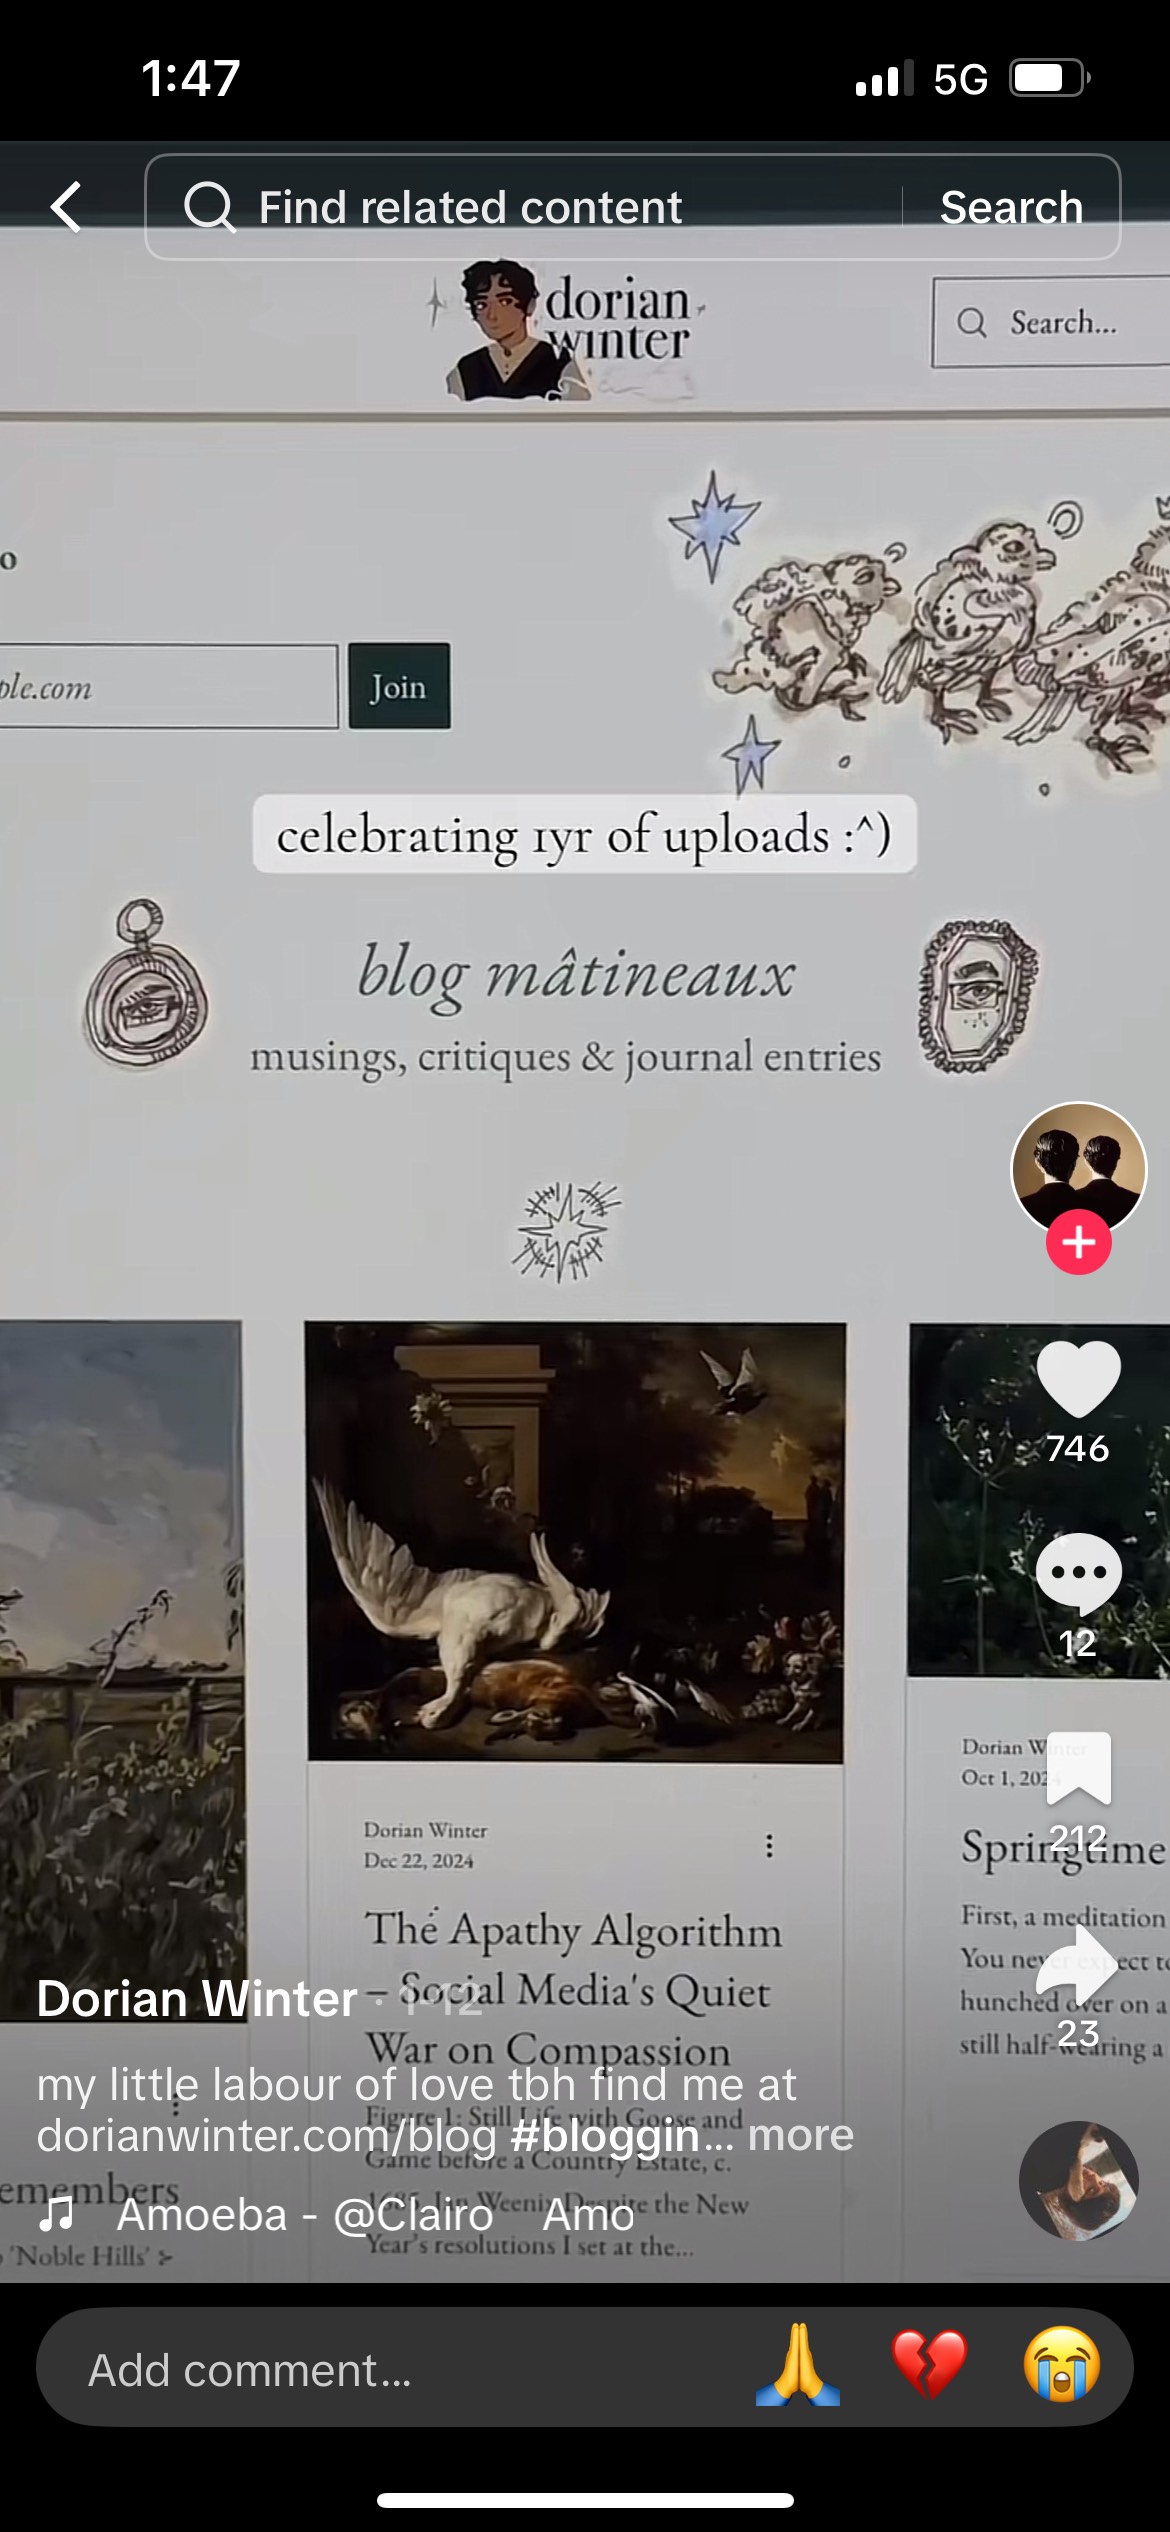 1:47
5G
Find related content
Search
dorian
winter
Search...
o
ple.com
Join
celebrating 1yr of uploads :^)
blog mâtineaux
musings, critiques & journal entries
746
12
Dorian Winter
Oct 1, 2024
212
Springtime
First, a meditation
You never expect to
hunched over on a
still half-wearing a
23
Dorian Winter
Dec 22, 2024
The Apathy Algorithm
– Social Media's Quiet
War on Compassion
Figure 1: Still Life with Goose and
Game before a Country Estate, c.
1685, Jan Weenix Despite the New
Year's resolutions I set at the...
emembers
'Noble Hills'
Dorian Winter · 1-12
my little labour of love tbh find me at
dorianwinter.com/blog #bloggin... more
Amoeba - @Clairo Amo
Add comment...